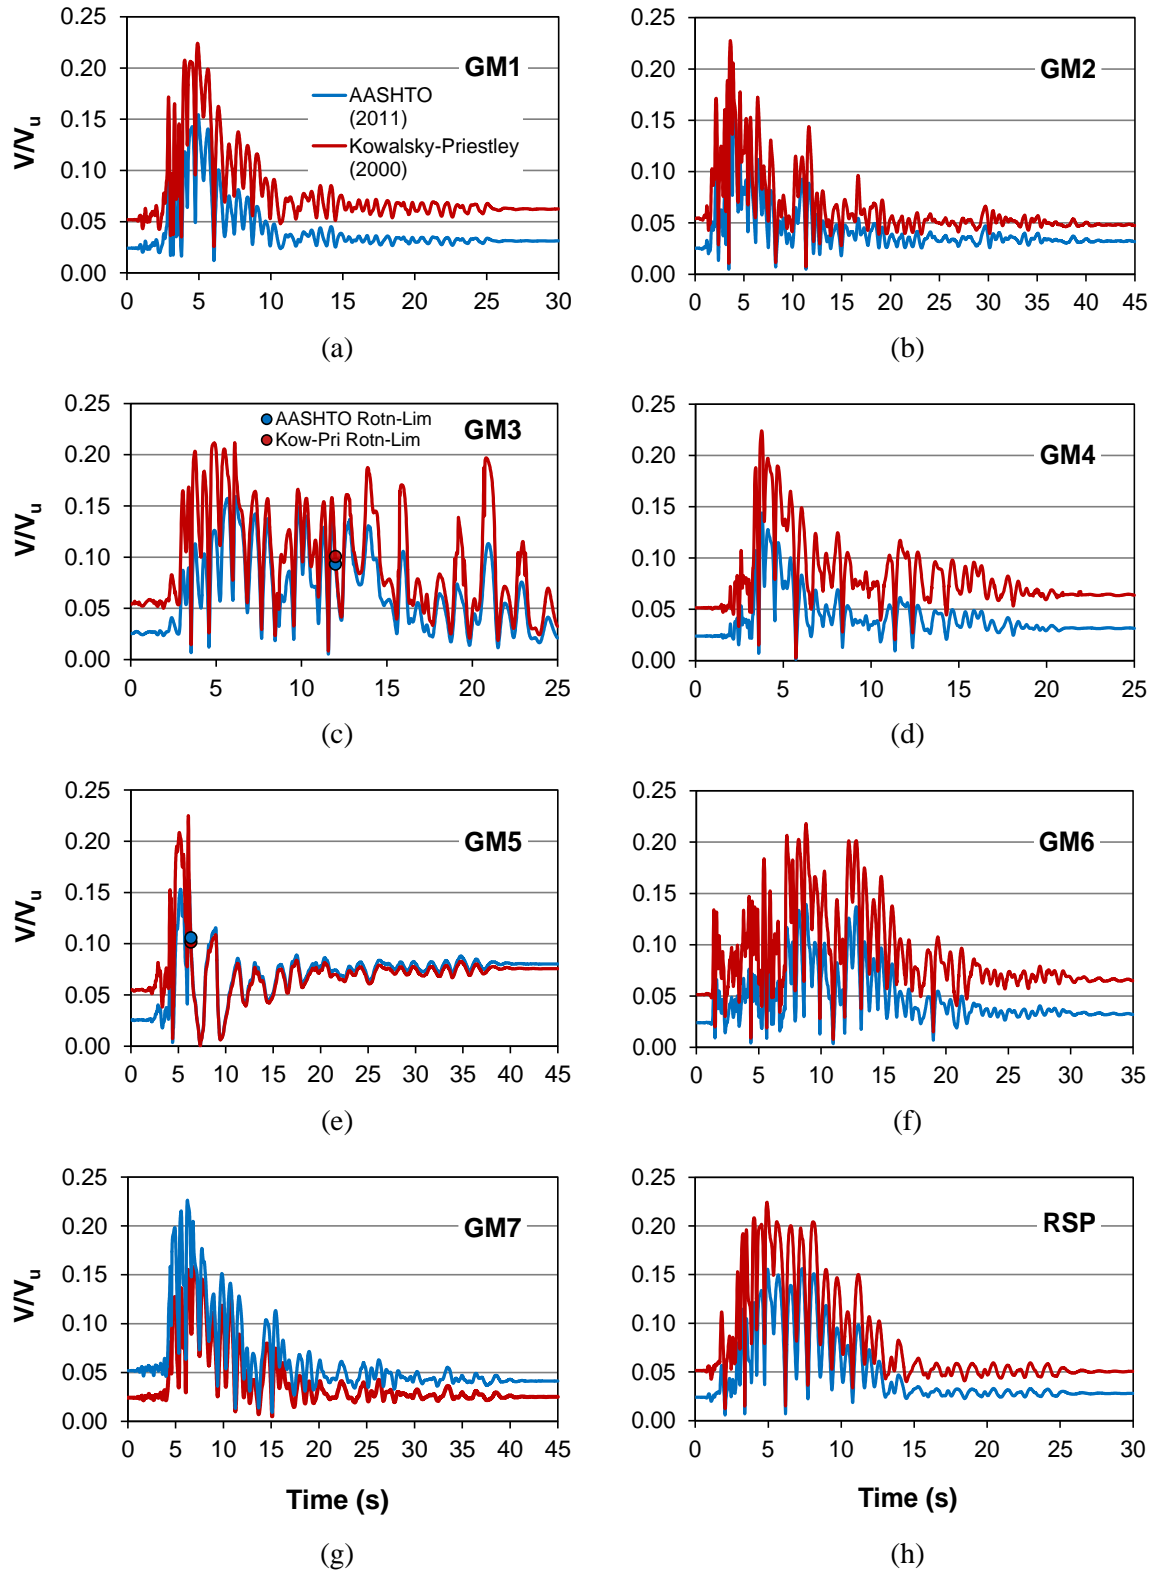 0.25
0.20
0.15
0.10
0.05
0.00
V/Vu
GM1
AASHTO
(2011)
Kowalsky-Priestley
(2000)
0 5 10 15 20 25 30
(a)
0.25
0.20
0.15
0.10
0.05
0.00
GM2
0 5 10 15 20 25 30 35 40 45
(b)
0.25
0.20
0.15
0.10
0.05
0.00
V/Vu
AASHTO Rotn-Lim
Kow-Pri Rotn-Lim
GM3
0 5 10 15 20 25
(c)
0.25
0.20
0.15
0.10
0.05
0.00
GM4
0 5 10 15 20 25
(d)
0.25
0.20
0.15
0.10
0.05
0.00
V/Vu
GM5
0 5 10 15 20 25 30 35 40 45
(e)
0.25
0.20
0.15
0.10
0.05
0.00
GM6
0 5 10 15 20 25 30 35
(f)
0.25
0.20
0.15
0.10
0.05
0.00
V/Vu
GM7
0 5 10 15 20 25 30 35 40 45
Time (s)
(g)
0.25
0.20
0.15
0.10
0.05
0.00
RSP
0 5 10 15 20 25 30
Time (s)
(h)